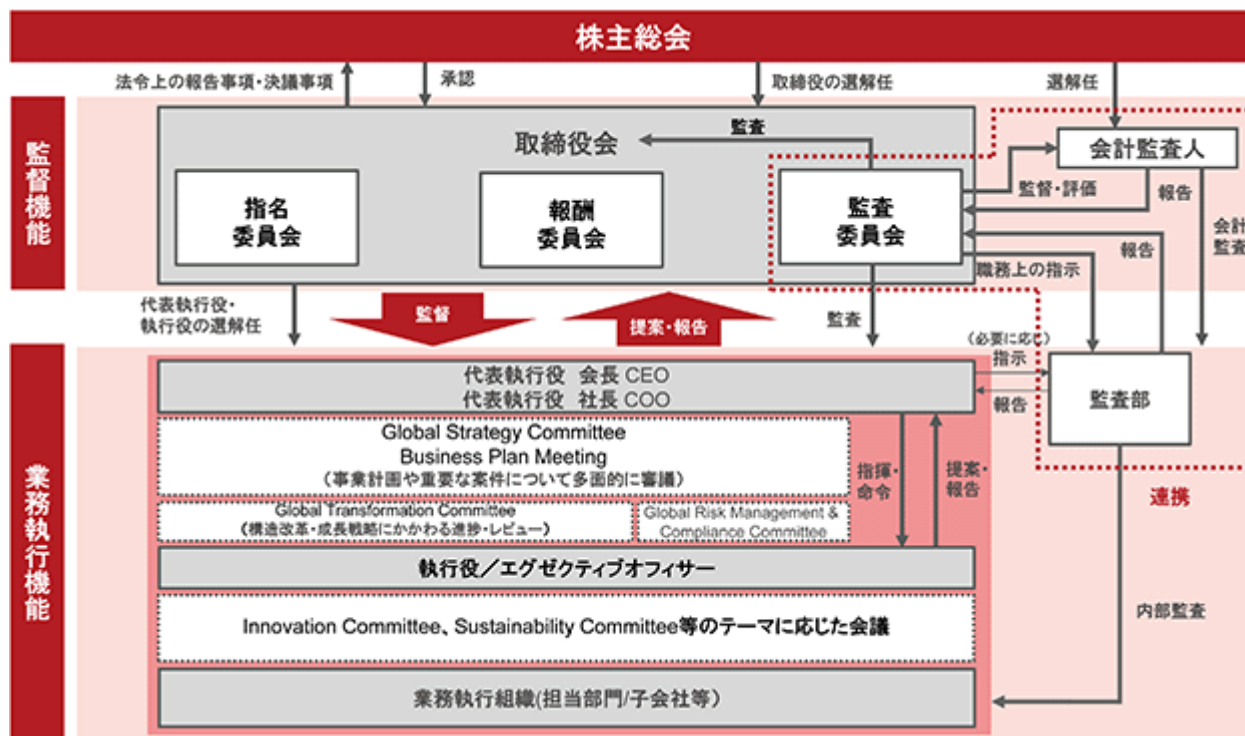 株主総会
法令上の報告事項・決議事項
承認
取締役の選解任
選解任
監督機能
取締役会
監査
会計監査人
指名
委員会
報酬
委員会
監査
委員会
監督・評価
報告
会計
監査
報告
職務上の指示
代表執行役・
執行役の選解任
監督
提案・報告
監査
業務執行機能
代表執行役 会長 CEO
代表執行役 社長 COO
(必要に応じ)
指示
報告
監査部
Global Strategy Committee
Business Plan Meeting
(事業計画や重要な案件について多面的に審議)
指揮・
命令
提案・
報告
連携
Global Transformation Committee
(構造改革・成長戦略にかかわる進捗・レビュー)
Global Risk Management &
Compliance Committee
執行役/エグゼクティブオフィサー
Innovation Committee、Sustainability Committee等のテーマに応じた会議
内部監査
業務執行組織(担当部門/子会社等)